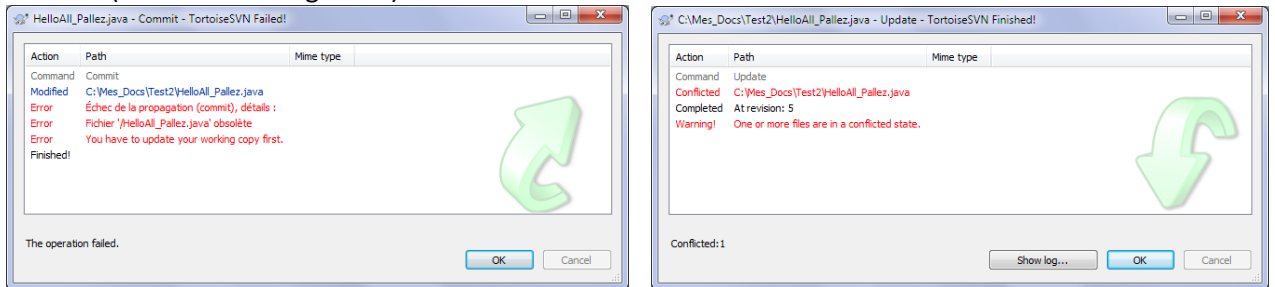 HelloAll_Pallez.java - Commit - TortoiseSVN Failed!
Action Path Mime type
Command Commit
Modified C:\Mes_Docs\Test2\HelloAll_Pallez.java
Error Échec de la propagation (commit), détails :
Error Fichier '/HelloAll_Pallez.java' obsolète
Error You have to update your working copy first.
Finished!
The operation failed.
OK Cancel
C:\Mes_Docs\Test2\HelloAll_Pallez.java - Update - TortoiseSVN Finished!
Action Path Mime type
Command Update
Conflicted C:\Mes_Docs\Test2\HelloAll_Pallez.java
Completed At revision: 5
Warning! One or more files are in a conflicted state.
Conflicted:1
Show log... OK Cancel